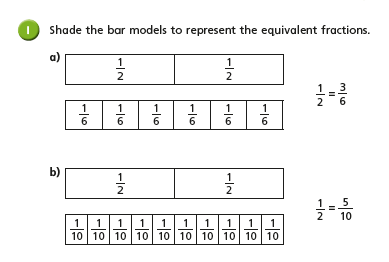 1 Shade the bar models to represent the equivalent fractions.
a)
1/2 1/2
1/6 1/6 1/6 1/6 1/6 1/6
1/2 = 3/6
b)
1/2 1/2
1/10 1/10 1/10 1/10 1/10 1/10 1/10 1/10 1/10 1/10
1/2 = 5/10